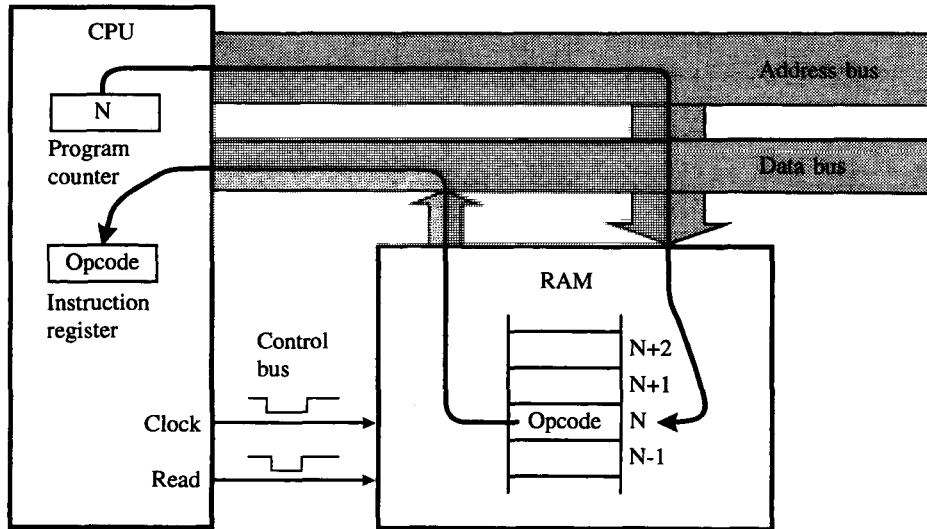 CPU
Address bus
N
Program
counter
Data bus
Opcode
Instruction
register
RAM
Control
bus
N+2
N+1
Clock
Opcode
N
N-1
Read